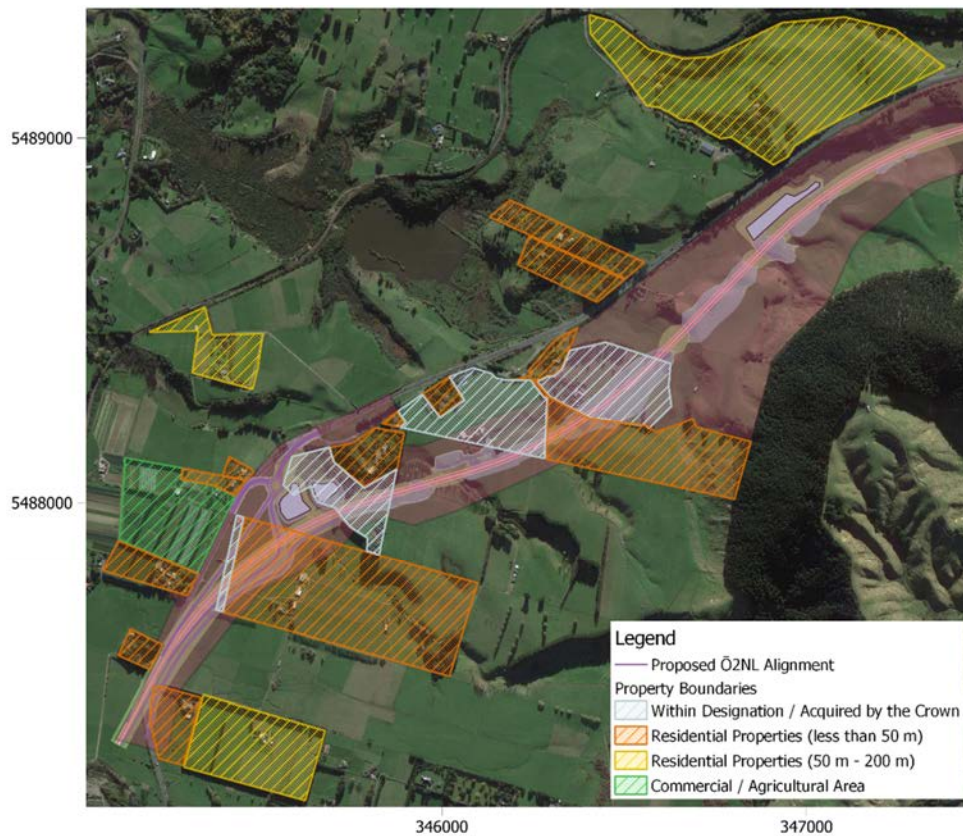 5489000
5488000
346000
347000
Legend
Proposed Ō2NL Alignment
Property Boundaries
Within Designation / Acquired by the Crown
Residential Properties (less than 50 m)
Residential Properties (50 m - 200 m)
Commercial / Agricultural Area